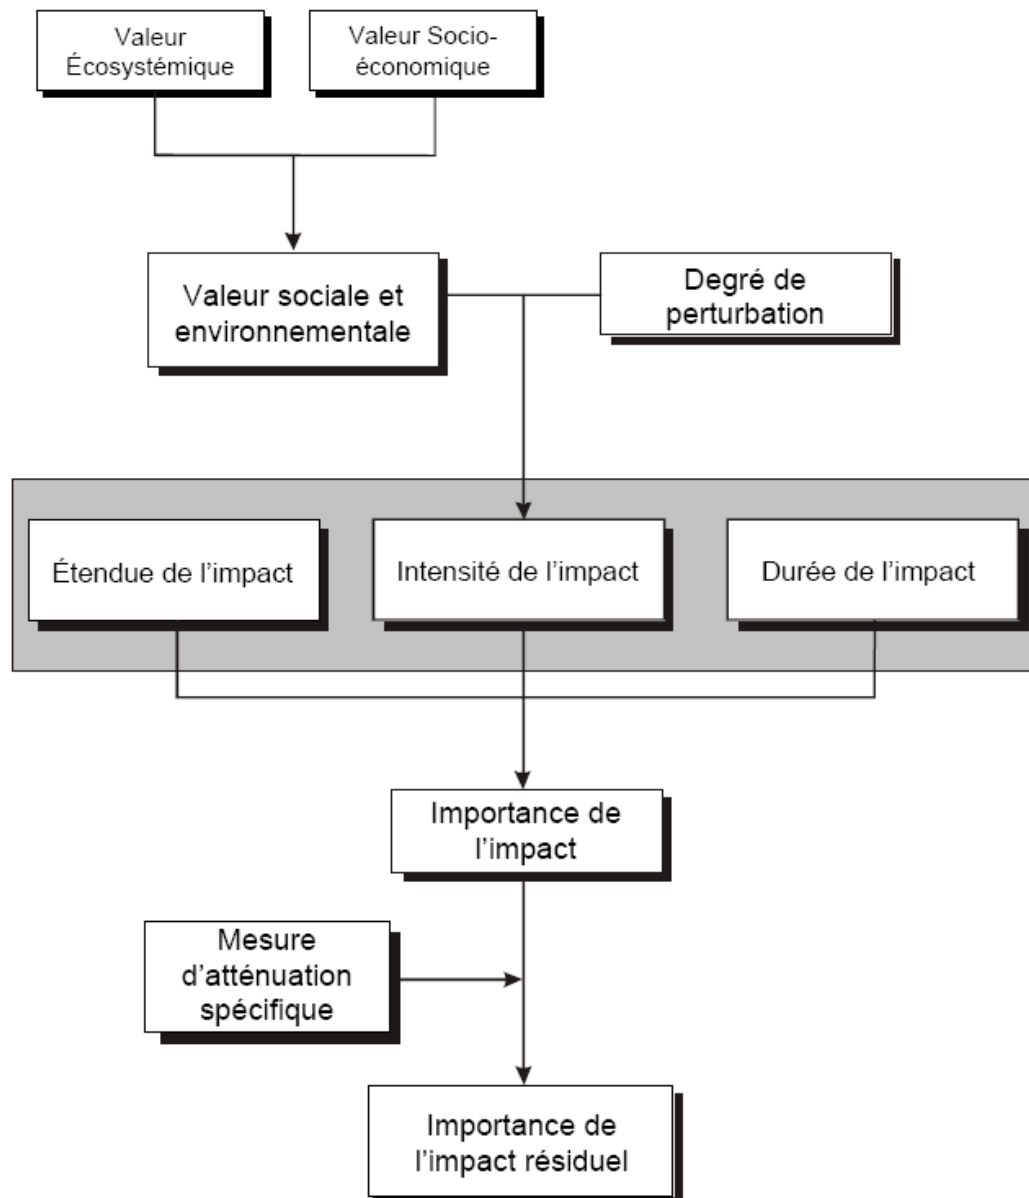 Valeur
Écosystémique
Valeur Socio-
économique
Valeur sociale et
environnementale
Degré de
perturbation
Étendue de l’impact
Intensité de l’impact
Durée de l’impact
Importance de
l’impact
Mesure
d’atténuation
spécifique
Importance de
l’impact résiduel